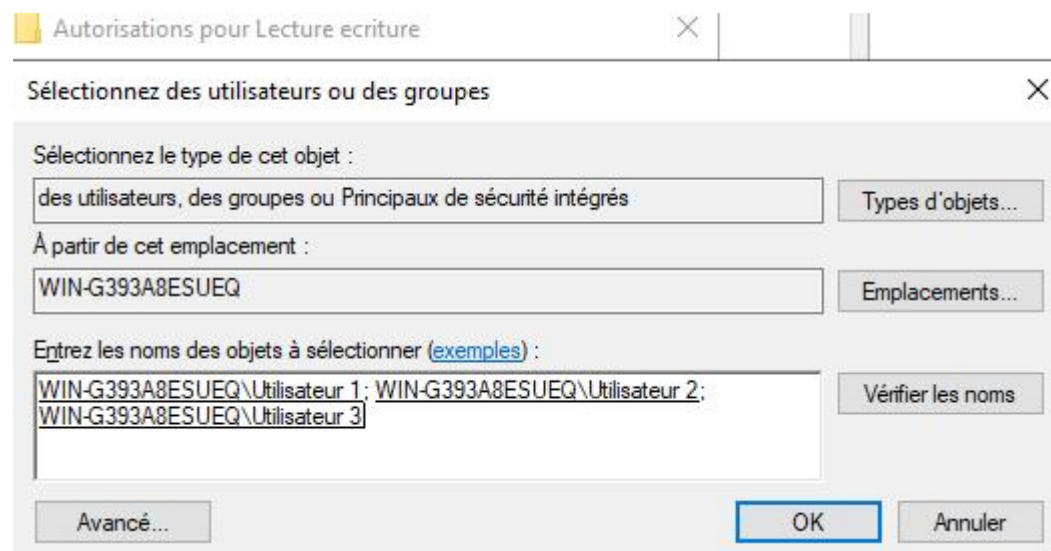 Autorisations pour Lecture ecriture
Sélectionnez des utilisateurs ou des groupes
Sélectionnez le type de cet objet :
des utilisateurs, des groupes ou Principaux de sécurité intégrés
Types d'objets...
À partir de cet emplacement :
WIN-G393A8ESUEQ
Emplacements...
Entrez les noms des objets à sélectionner (exemples) :
WIN-G393A8ESUEQ\Utilisateur 1; WIN-G393A8ESUEQ\Utilisateur 2;
WIN-G393A8ESUEQ\Utilisateur 3
Vérifier les noms
Avancé...
OK
Annuler